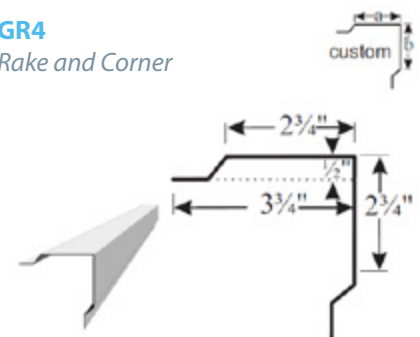 GR4
Rake and Corner
a
b
custom
2¾"
½"
3¾"
2¾"